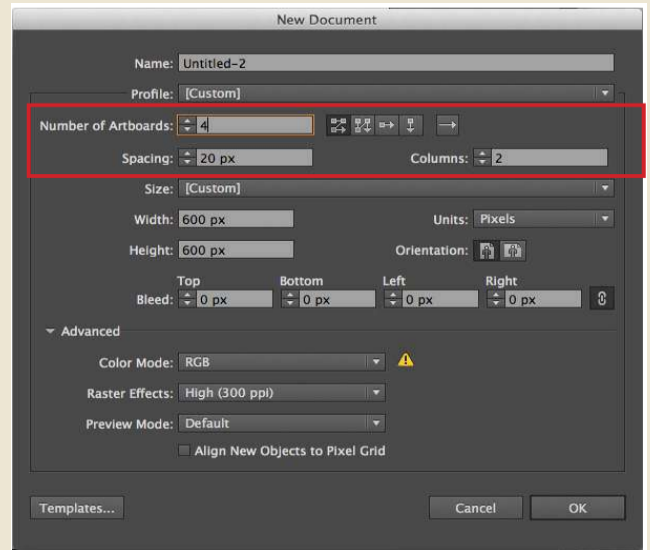 New Document
Name: Untitled-2
Profile: [Custom]
Number of Artboards: 4
Spacing: 20 px Columns: 2
Size: [Custom]
Width: 600 px Units: Pixels
Height: 600 px Orientation:
Top Bottom Left Right
Bleed: 0 px 0 px 0 px 0 px
Advanced
Color Mode: RGB
Raster Effects: High (300 ppi)
Preview Mode: Default
Align New Objects to Pixel Grid
Templates... Cancel OK